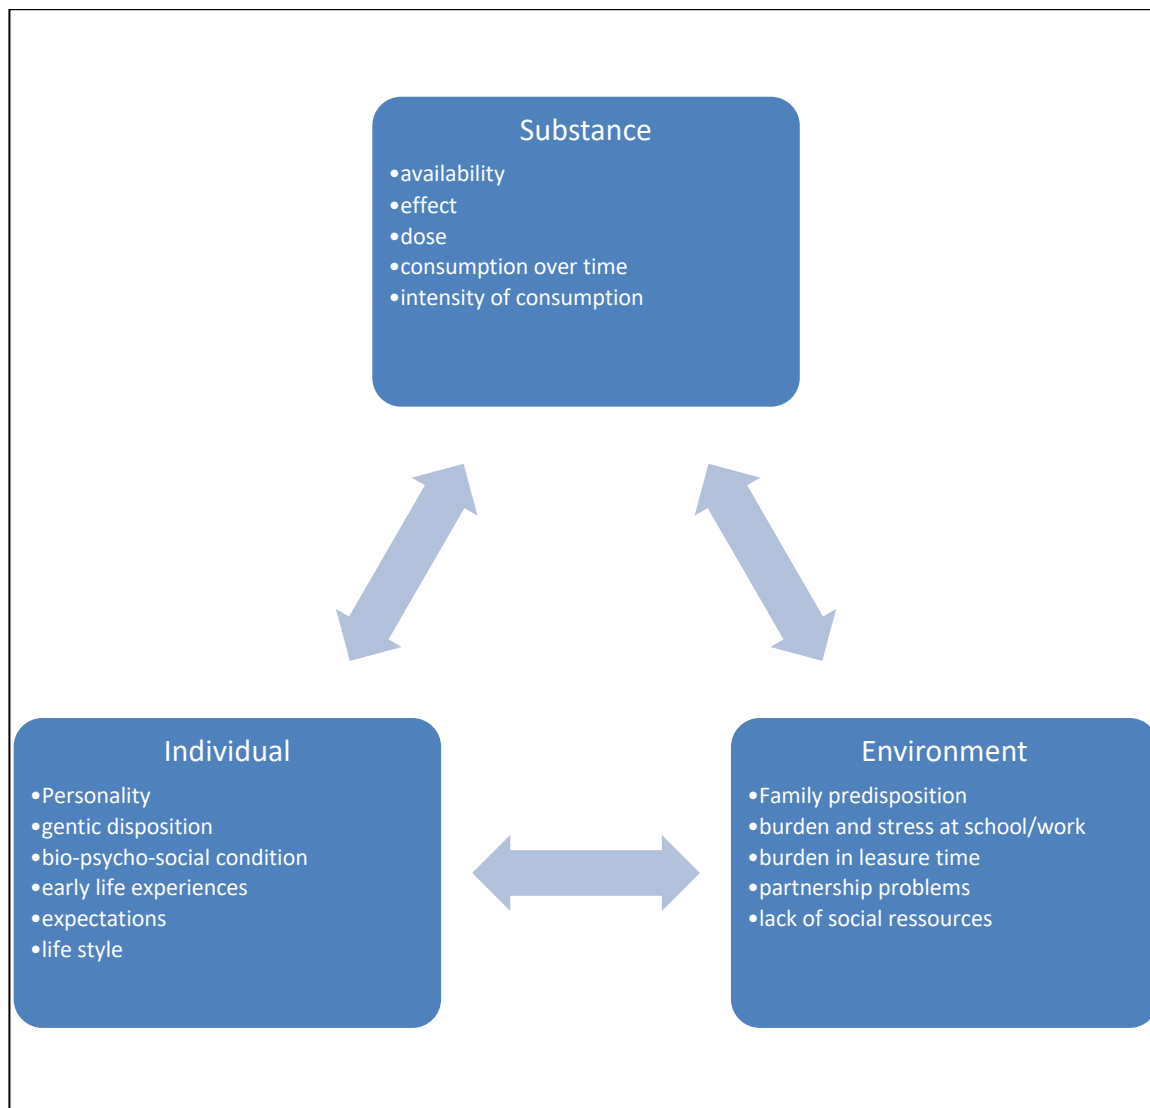 Substance
•availability
•effect
•dose
•consumption over time
•intensity of consumption
Individual
•Personality
•gentic disposition
•bio-psycho-social condition
•early life experiences
•expectations
•life style
Environment
•Family predisposition
•burden and stress at school/work
•burden in leasure time
•partnership problems
•lack of social ressources